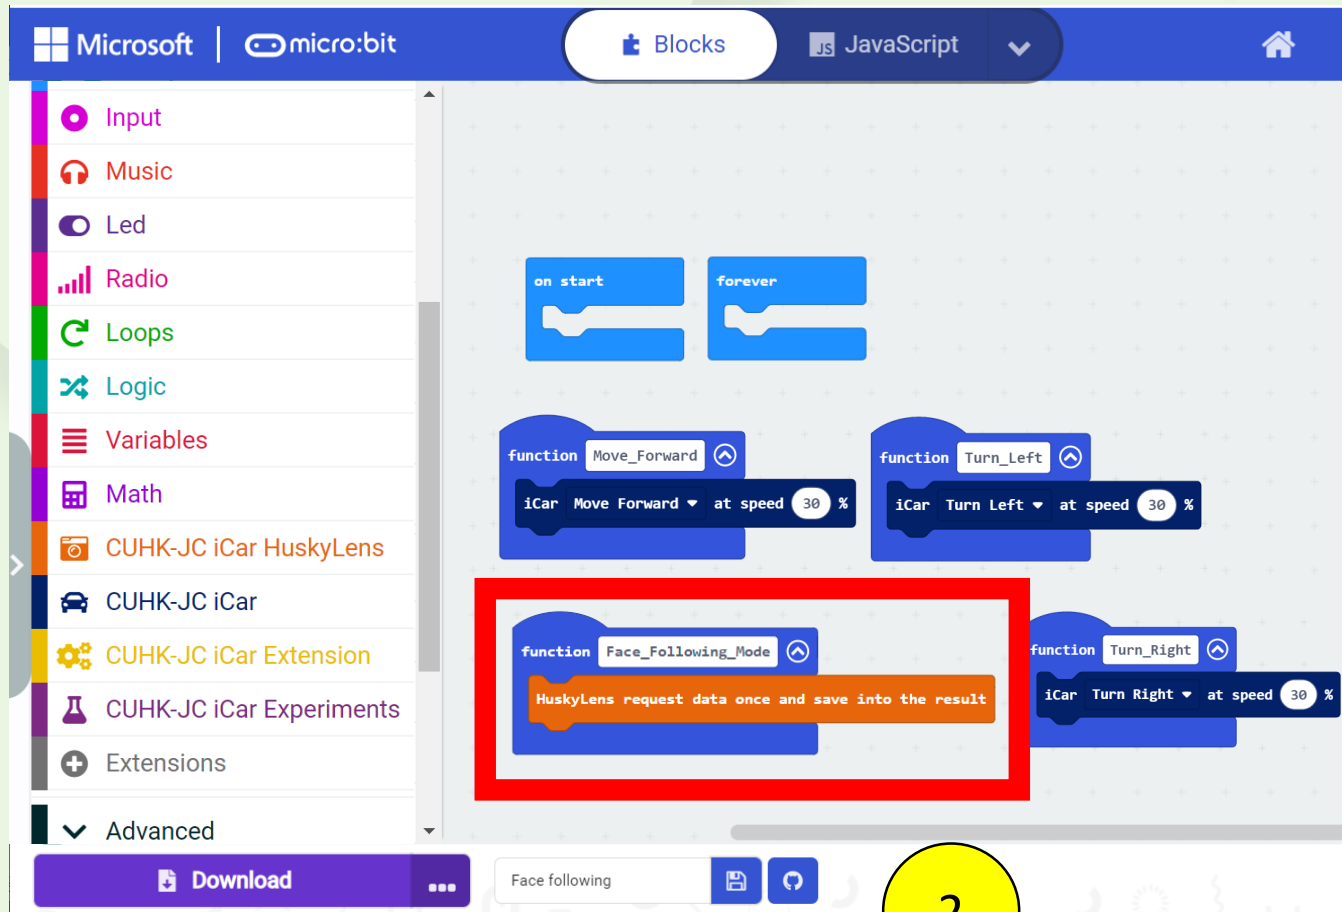 Microsoft micro:bit Blocks JS JavaScript
Input
Music
Led
Radio
Loops
Logic
Variables
Math
CUHK-JC iCar HuskyLens
CUHK-JC iCar
CUHK-JC iCar Extension
CUHK-JC iCar Experiments
Extensions
Advanced
on start
forever
function Move_Forward
iCar Move Forward at speed 30 %
function Turn_Left
iCar Turn Left at speed 30 %
function Face_Following_Mode
HuskyLens request data once and save into the result
function Turn_Right
iCar Turn Right at speed 30 %
Download
Face following